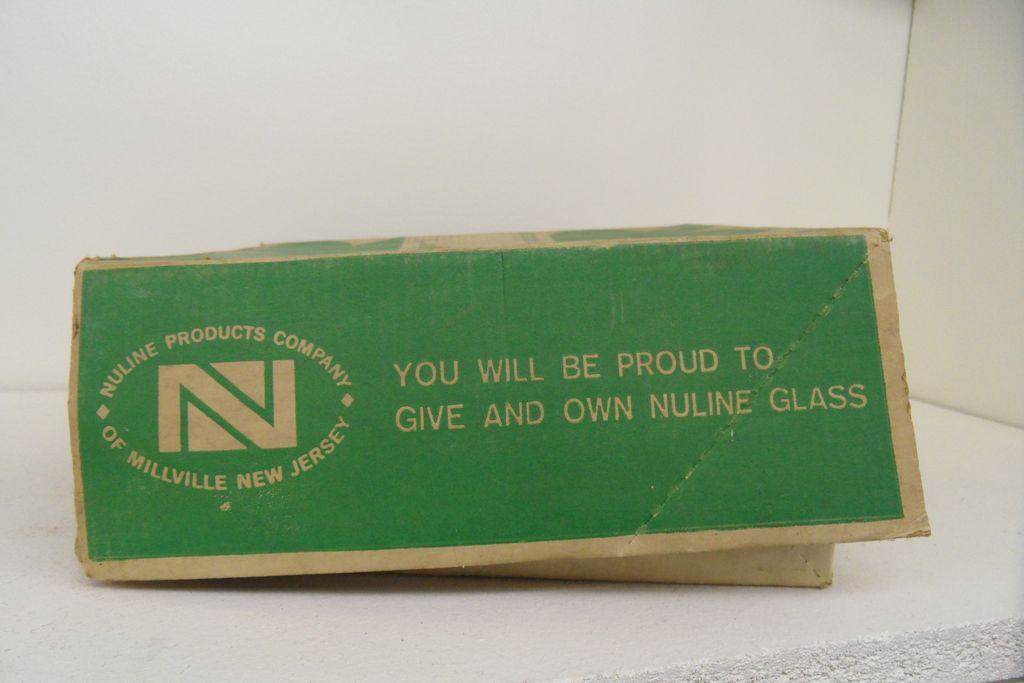 NULINE PRODUCTS COMPANY
OF MILLVILLE NEW JERSEY
N
YOU WILL BE PROUD TO
GIVE AND OWN NULINE GLASS